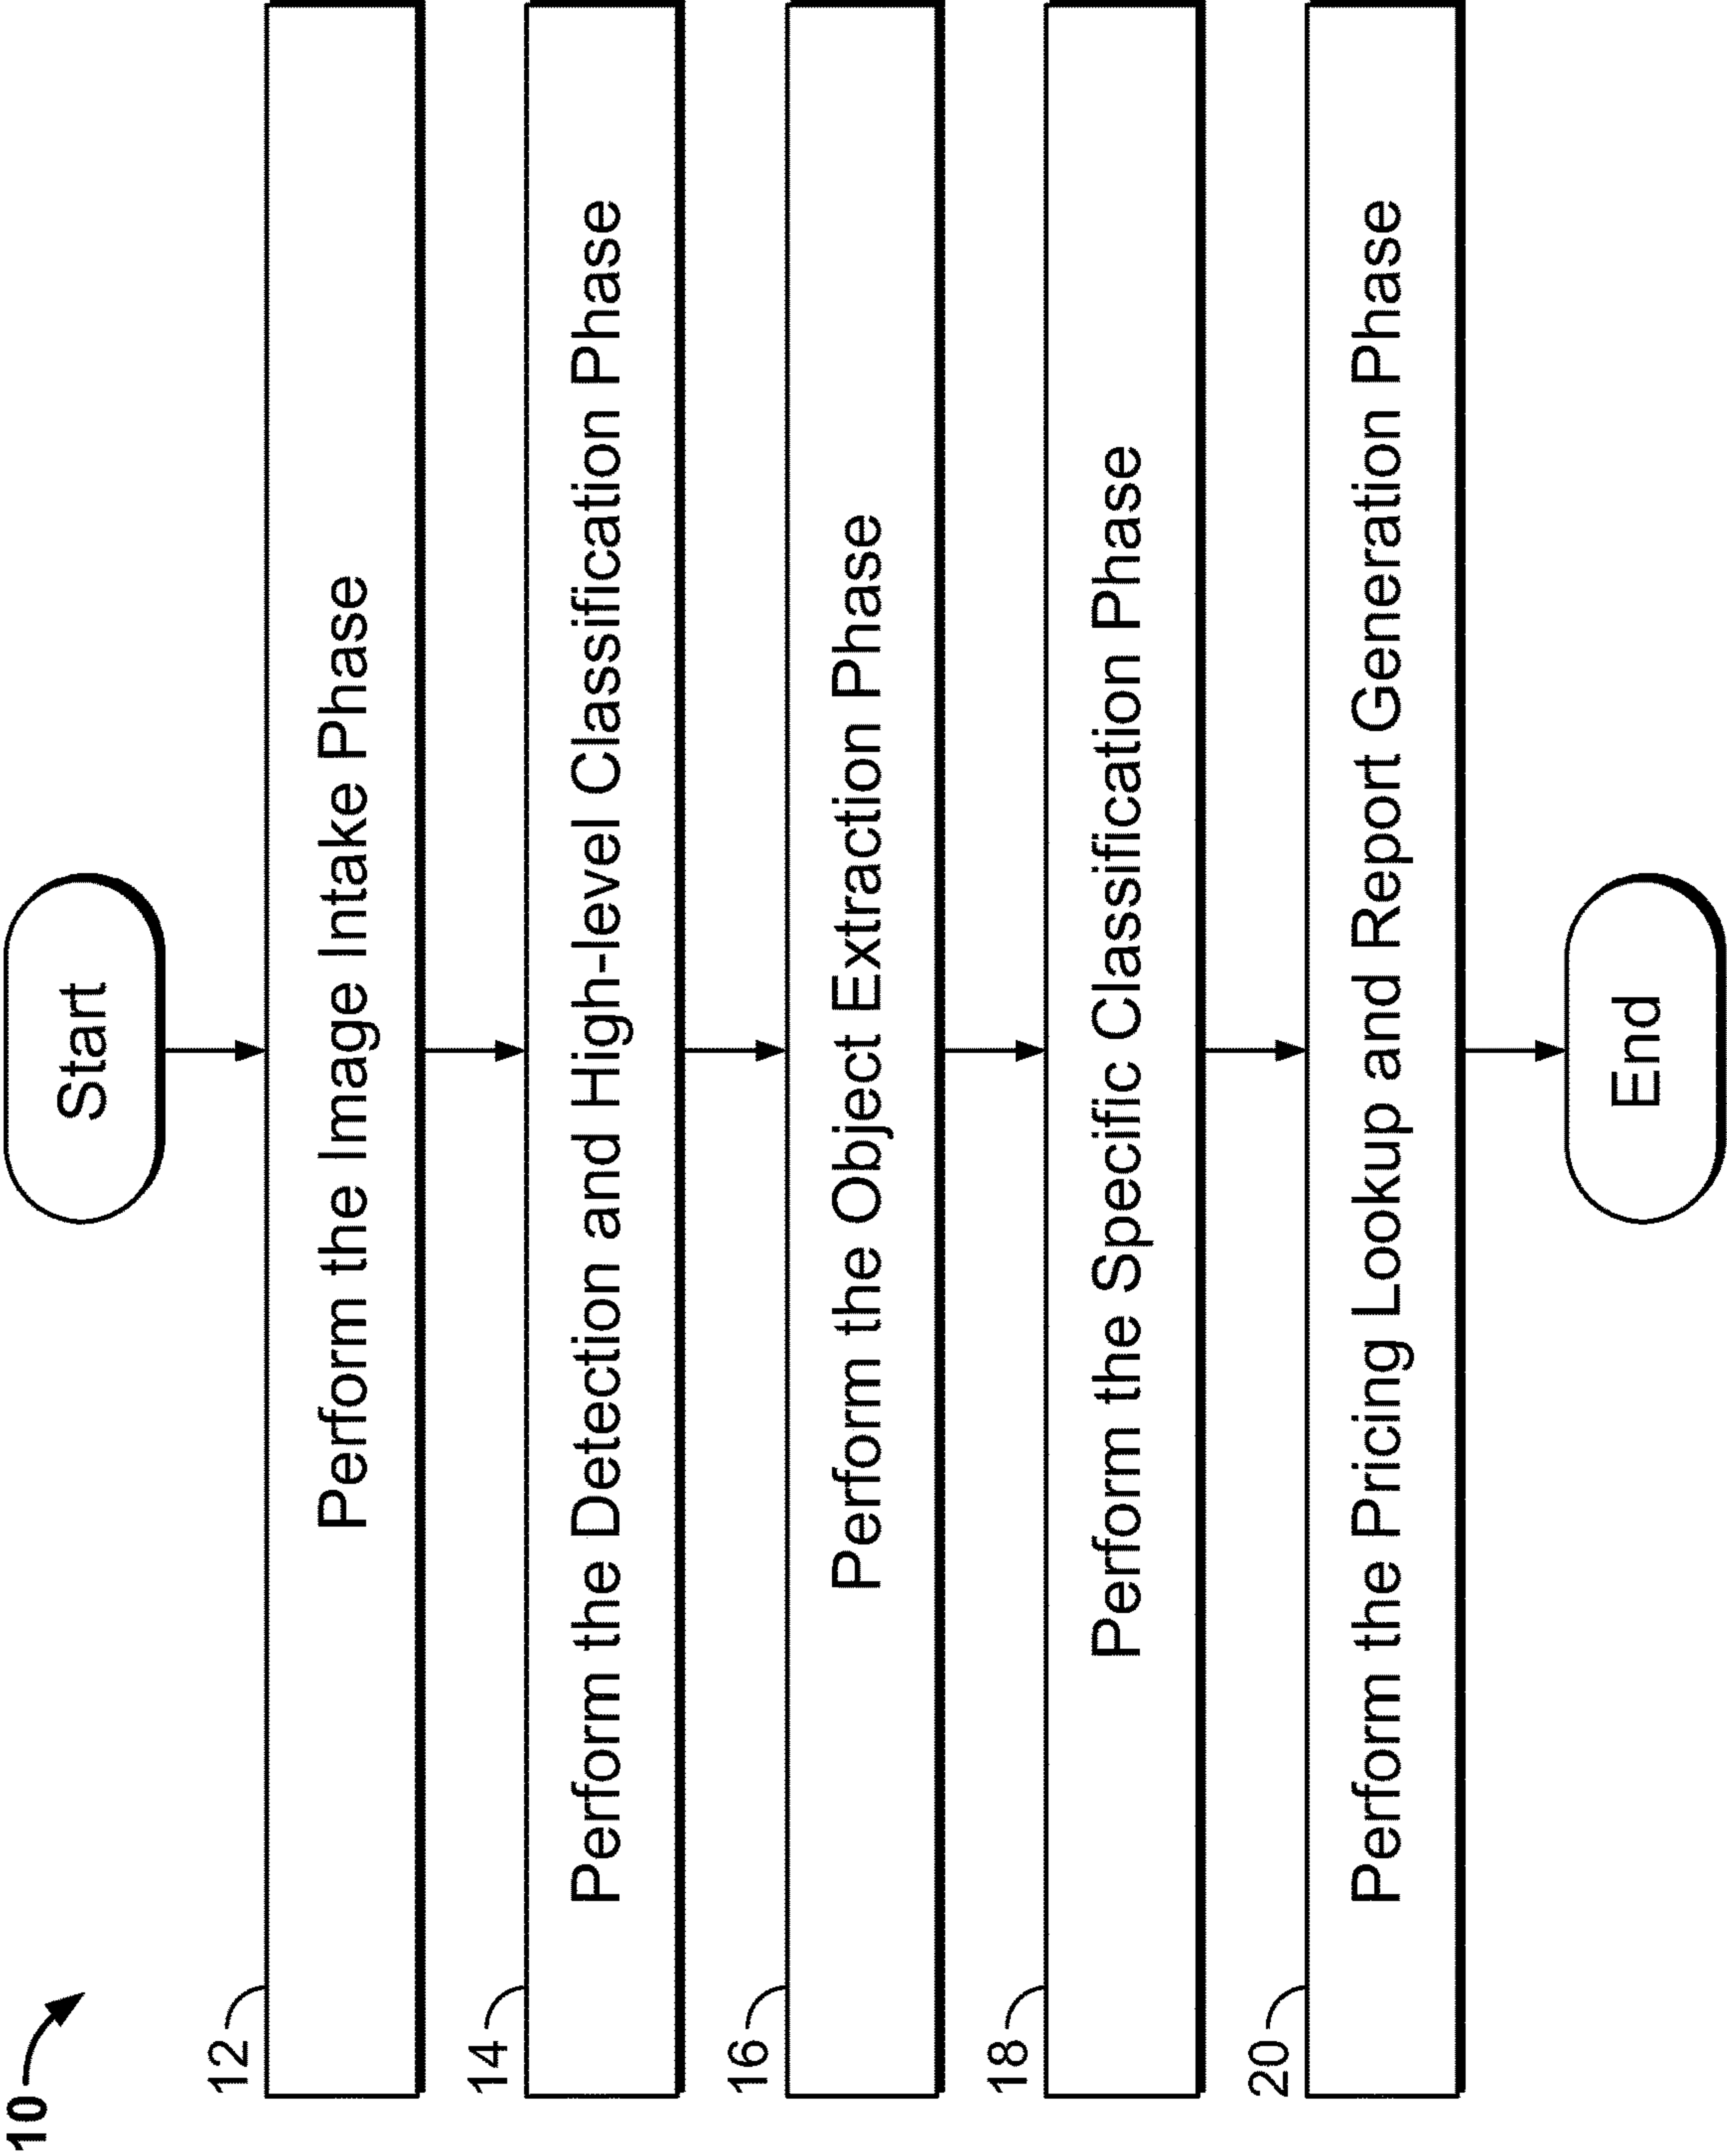 10
Start
12
Perform the Image Intake Phase
14
Perform the Detection and High-level Classification Phase
16
Perform the Object Extraction Phase
18
Perform the Specific Classification Phase
20
Perform the Pricing Lookup and Report Generation Phase
End